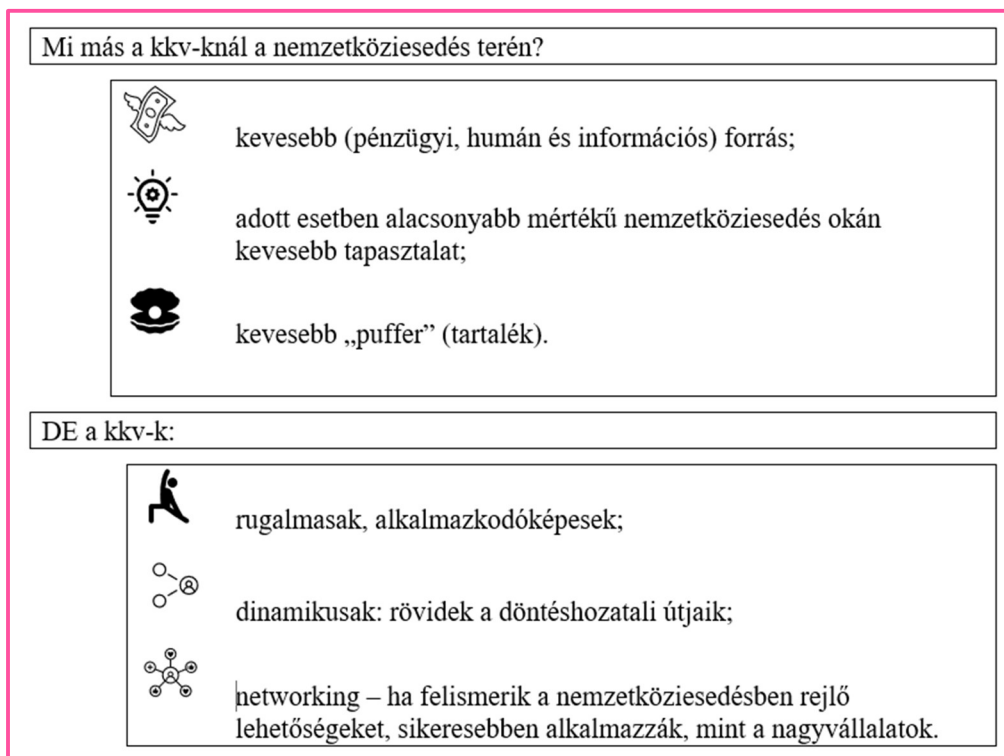 Mi más a kkv-knál a nemzetköziesedés terén?
kevesebb (pénzügyi, humán és információs) forrás;
adott esetben alacsonyabb mértékű nemzetköziesedés okán
kevesebb tapasztalat;
kevesebb „puffer” (tartalék).
DE a kkv-k:
rugalmasak, alkalmazkodóképesek;
dinamikusak: rövidek a döntéshozatali útjaik;
networking – ha felismerik a nemzetköziesedésben rejlő
lehetőségeket, sikeresebben alkalmazzák, mint a nagyvállalatok.